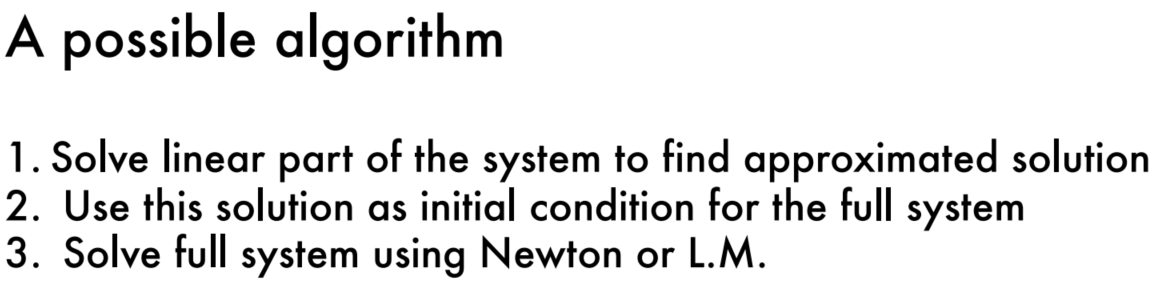 A possible algorithm
1. Solve linear part of the system to find approximated solution
2. Use this solution as initial condition for the full system
3. Solve full system using Newton or L.M.